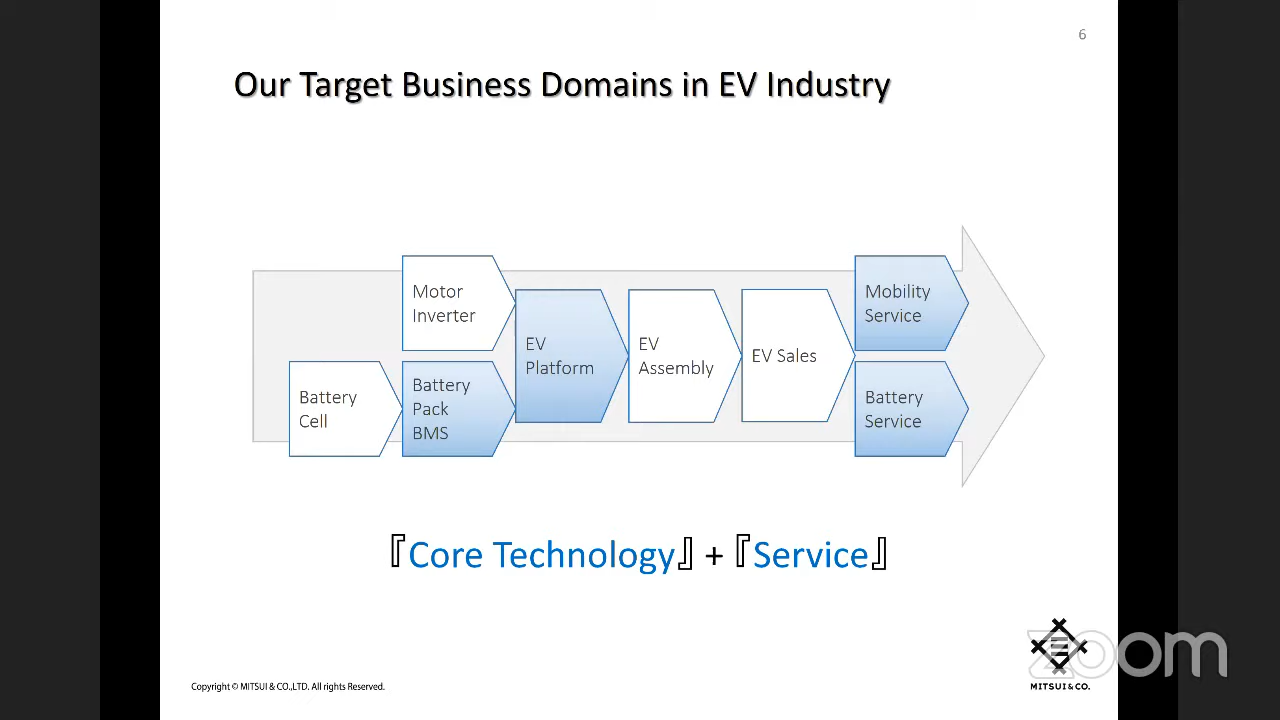 6
Our Target Business Domains in EV Industry
Motor
Inverter
Battery
Cell
Battery
Pack
BMS
EV
Platform
EV
Assembly
EV Sales
Mobility
Service
Battery
Service
『Core Technology』+『Service』
MITSUI & CO.
zoom
Copyright © MITSUI & CO.,LTD. All rights Reserved.